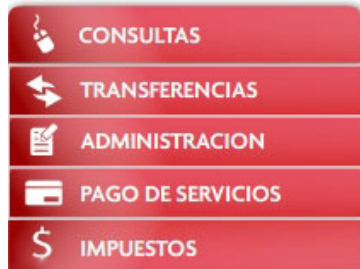 CONSULTAS
TRANSFERENCIAS
ADMINISTRACION
PAGO DE SERVICIOS
$ IMPUESTOS